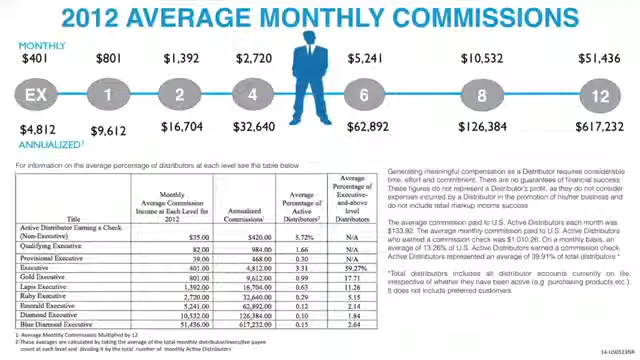 2012 AVERAGE MONTHLY COMMISSIONS
MONTHLY
$401 $801 $1,392 $2,720 $5,241 $10,532 $51,436
EX 1 2 4 6 8 12
$4,812 $9,612 $16,704 $32,640 $62,892 $126,384 $617,232
ANNUALIZED¹
For information on the average percentage of distributors at each level see the table below
Title Monthly Average Commission Income at Each Level for 2012 Annualized Commissions¹ Average Percentage of Active Distributors² Average Percentage of Executive-and-above level Distributors
Active Distributor Earning a Check (Non-Executive) $35.00 $420.00 5.72% N/A
Qualifying Executive 82.00 984.00 1.66 N/A
Provisional Executive 39.00 468.00 0.30 N/A
Executive 401.00 4,812.00 3.31 59.27%
Gold Executive 801.00 9,612.00 0.99 17.71
Lapis Executive 1,392.00 16,704.00 0.63 11.26
Ruby Executive 2,720.00 32,640.00 0.29 5.15
Emerald Executive 5,241.00 62,892.00 0.12 2.14
Diamond Executive 10,532.00 126,384.00 0.10 1.84
Blue Diamond Executive 51,436.00 617,232.00 0.15 2.64
1- Average Monthly Commissions Multiplied by 12
2-These averages are calculated by taking the average of the total monthly distributor/executive payee
count at each level and dividing it by the total number of monthly Active Distributors
Generating meaningful compensation as a Distributor requires considerable
time, effort and commitment. There are no guarantees of financial success.
These figures do not represent a Distributor's profit, as they do not consider
expenses incurred by a Distributor in the promotion of his/her business and
do not include retail markup income success
The average commission paid to U.S. Active Distributors each month was
$133.92. The average monthly commission paid to U.S. Active Distributors
who earned a commission check was $1,010.26. On a monthly basis, an
average of 13.26% of U.S. Active Distributors earned a commission check.
Active Distributors represented an average of 39.91% of total distributors *
*Total distributors includes all distributor accounts currently on file,
irrespective of whether they have been active (e.g. purchasing products etc.).
It does not include preferred customers